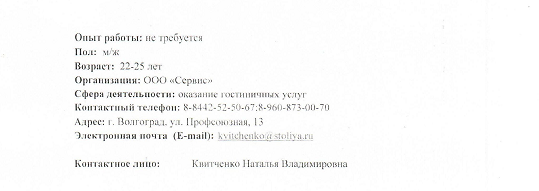 Опыт работы: не требуется
Пол: м/ж
Возраст: 22-25 лет
Организация: ООО «Сервис»
Сфера деятельности: оказание гостиничных услуг
Контактный телефон: 8-8442-52-50-67;8-960-873-00-70
Адрес: г. Волгоград. ул. Профсоюзная, 13
Электронная почта (E-mail): kvitchenko@stoliya.ru
Контактное лицо: Квитченко Наталья Владимировна